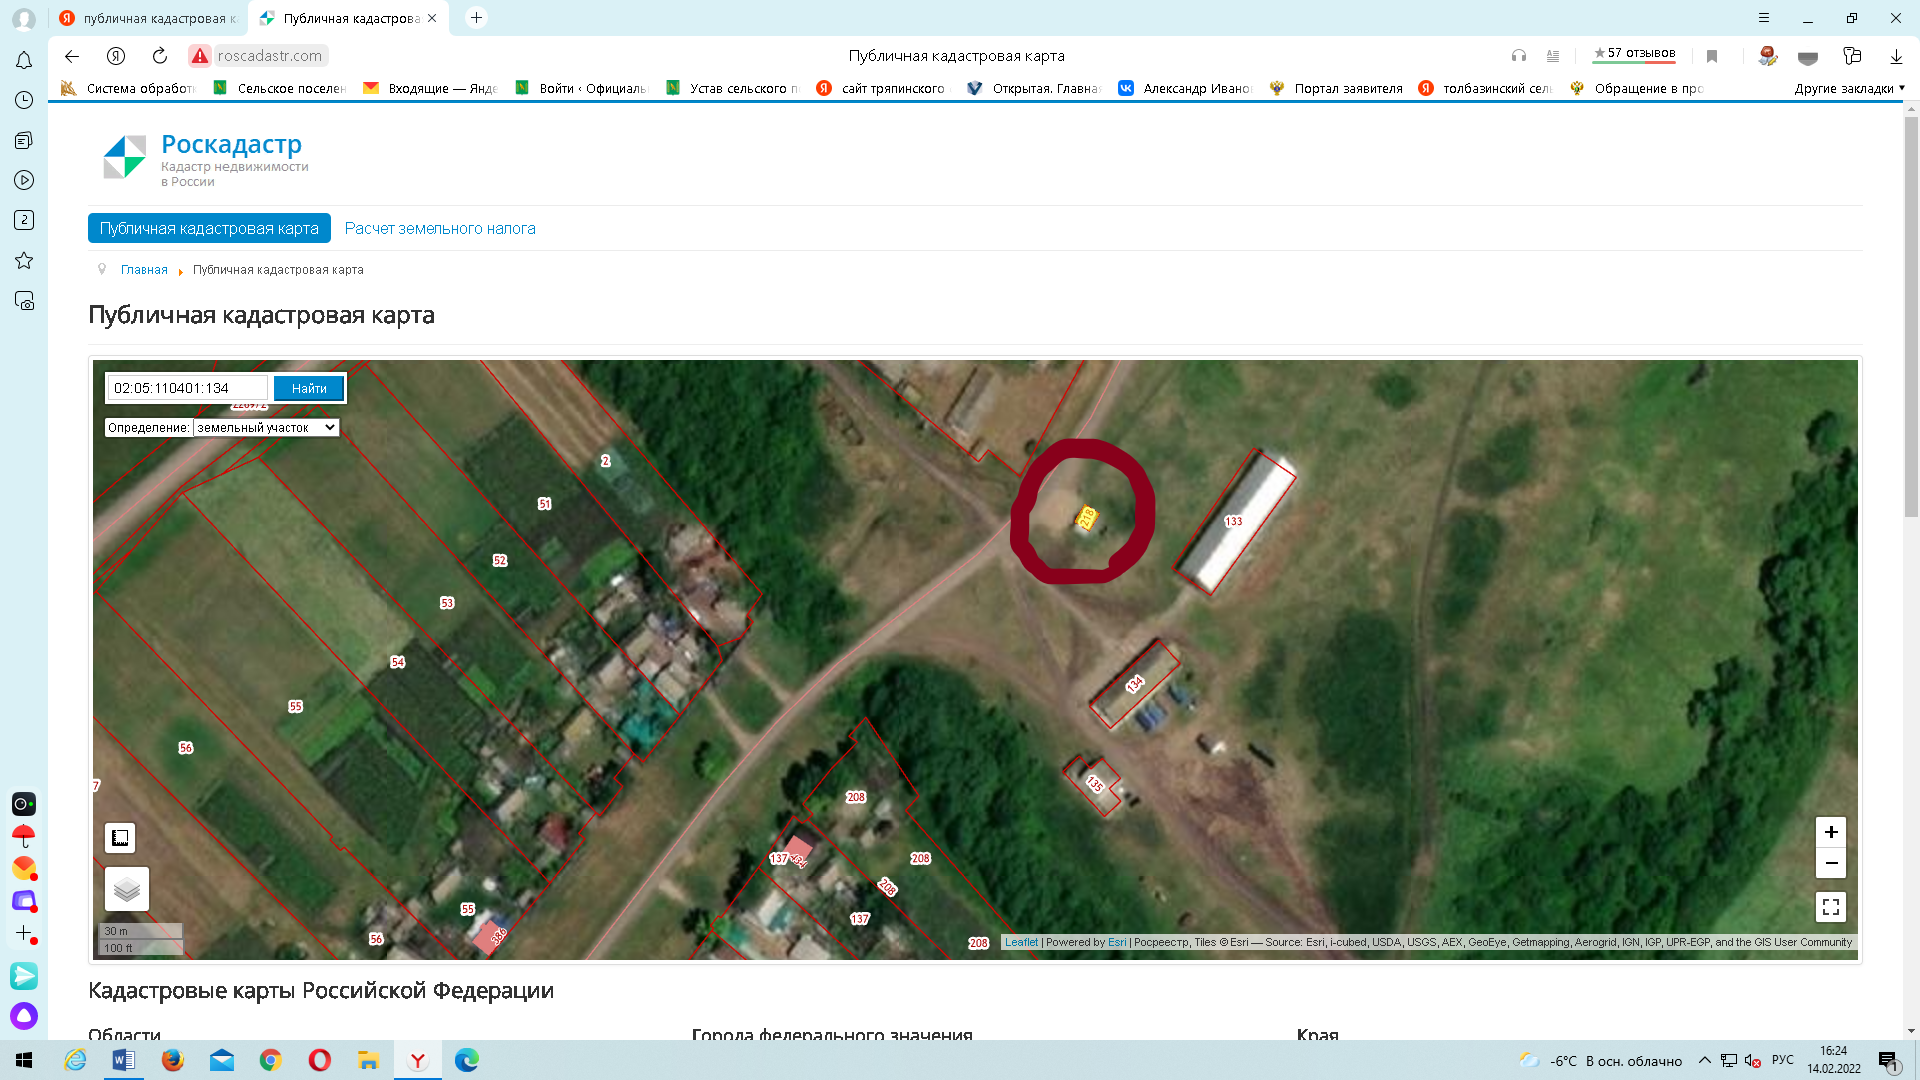 публичная кадастровая к
Публичная кадастрова
roscadastr.com
Публичная кадастровая карта
★ 57 отзывов
Система обработ
Сельское поселен
Входящие — Янде
Войти ‹ Официаль
Устав сельского п
сайт тряпинского
Открытая. Главна
Александр Ивано
Портал заявителя
толбазинский сел
Обращение в про
Другие закладки
2
Роскадастр
Кадастр недвижимости
в России
Публичная кадастровая карта
Расчет земельного налога
Главная
Публичная кадастровая карта
Публичная кадастровая карта
02:05:110401:134
Найти
Определение: земельный участок
2
51
218
133
52
53
54
134
55
56
7
135
208
137
208
208
137
55
56
386
208
30 m
100 ft
+
−
Leaflet | Powered by Esri | Росреестр, Tiles © Esri — Source: Esri, i-cubed, USDA, USGS, AEX, GeoEye, Getmapping, Aerogrid, IGN, IGP, UPR-EGP, and the GIS User Community
Кадастровые карты Российской Федерации
Области
Города федерального значения
Края
-6°C В осн. облачно
РУС
16:24
14.02.2022
1